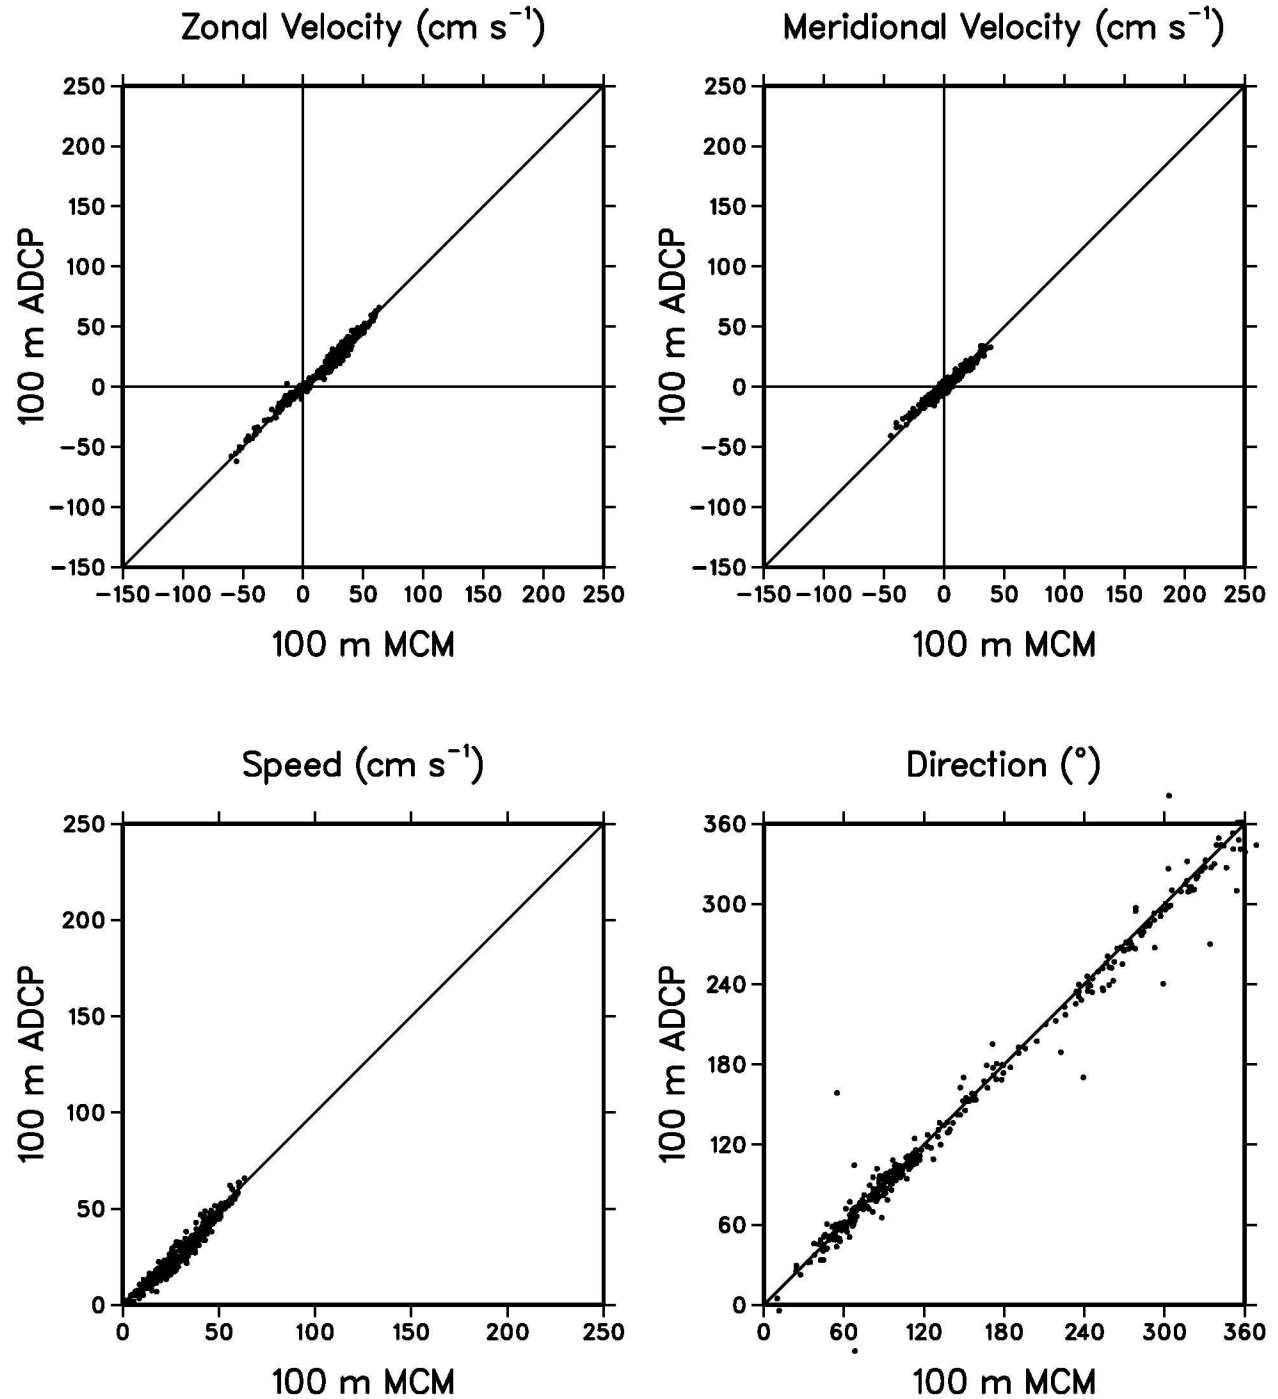 Zonal Velocity (cm s⁻¹)
250
200
150
100
50
0
−50
−100
−150
100 m ADCP
−150 −100 −50 0 50 100 150 200 250
100 m MCM
Meridional Velocity (cm s⁻¹)
250
200
150
100
50
0
−50
−100
−150
100 m ADCP
−150 −100 −50 0 50 100 150 200 250
100 m MCM
Speed (cm s⁻¹)
250
200
150
100
50
0
100 m ADCP
0 50 100 150 200 250
100 m MCM
Direction (°)
360
300
240
180
120
60
0
100 m ADCP
0 60 120 180 240 300 360
100 m MCM